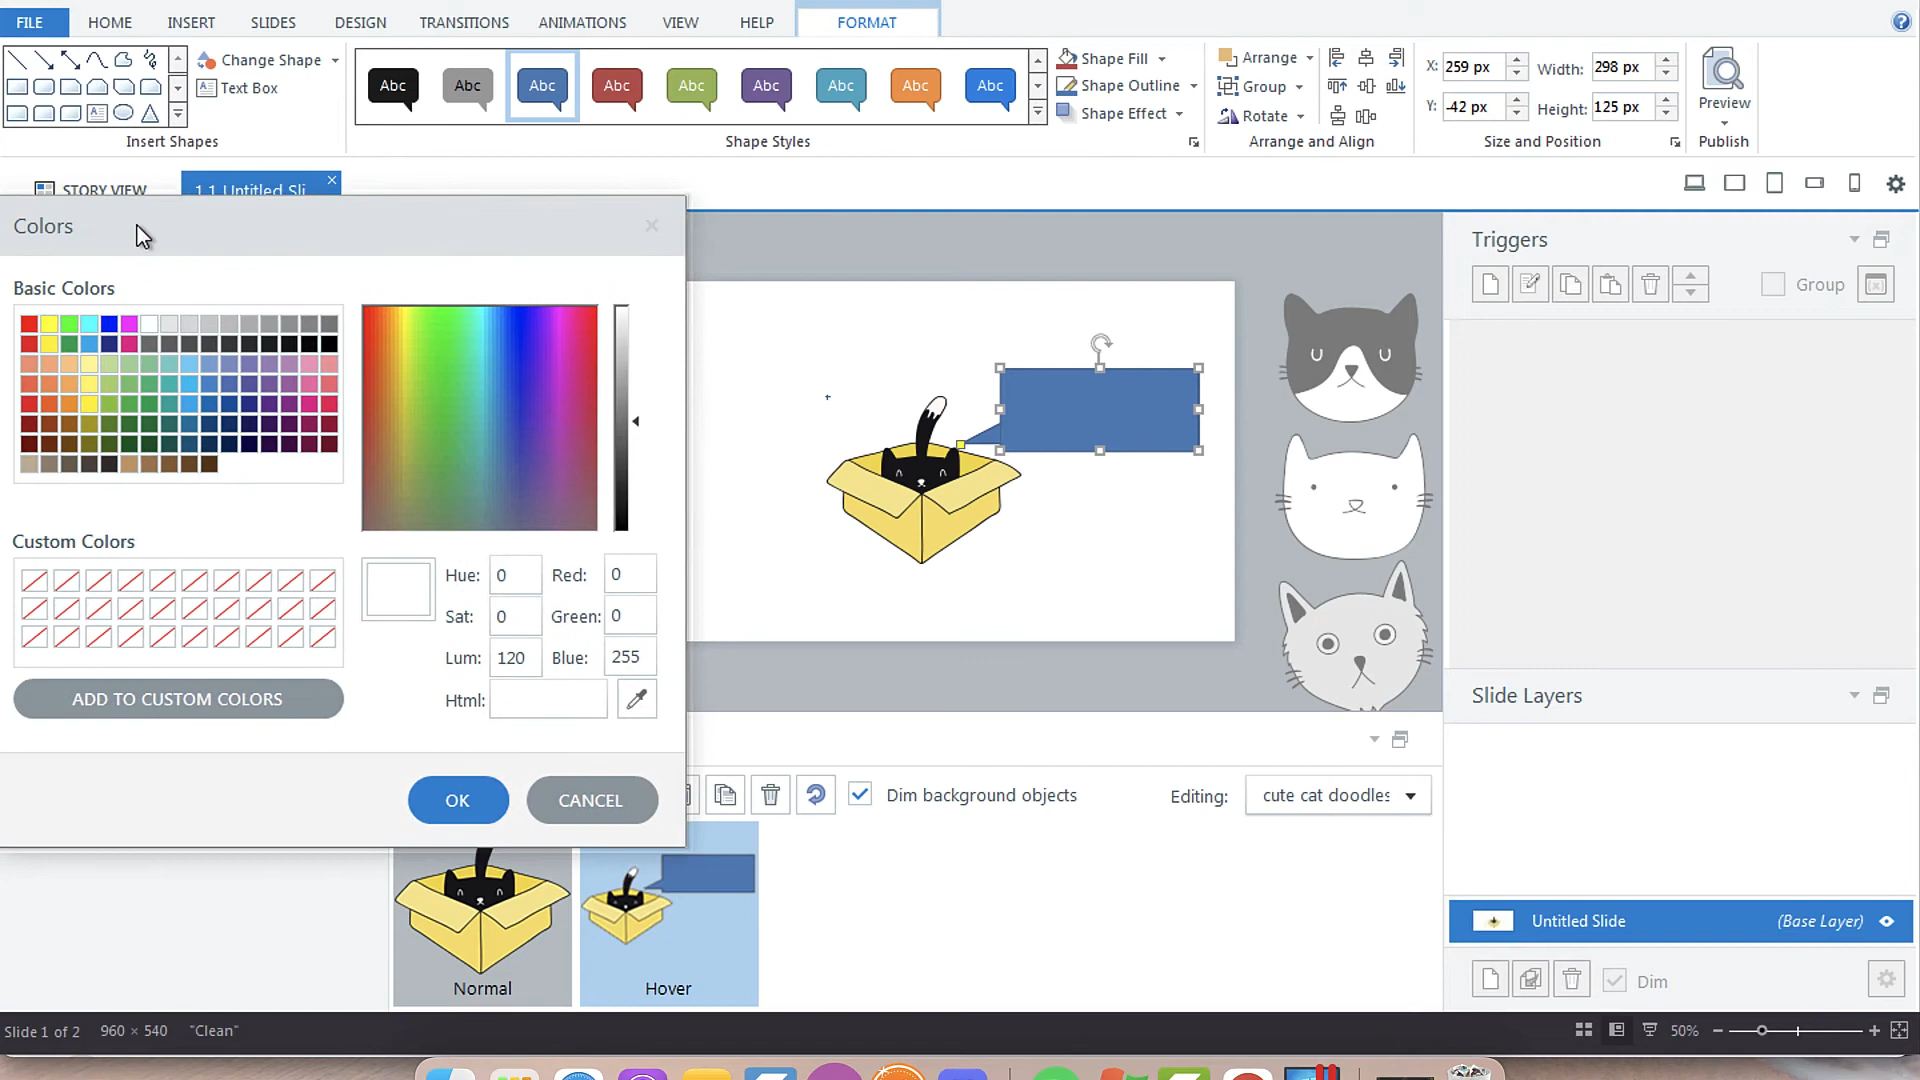 FILE HOME INSERT SLIDES DESIGN TRANSITIONS ANIMATIONS VIEW HELP FORMAT
Change Shape
Text Box
Insert Shapes
Abc Abc Abc Abc Abc Abc Abc Abc Abc
Shape Styles
Shape Fill
Shape Outline
Shape Effect
Arrange
Group
Rotate
Arrange and Align
X: 259 px Width: 298 px
Y: -42 px Height: 125 px
Size and Position
Preview
Publish
STORY VIEW 1.1 Untitled Sli...
Colors
Basic Colors
Custom Colors
Hue: 0 Red: 0
Sat: 0 Green: 0
Lum: 120 Blue: 255
Html:
ADD TO CUSTOM COLORS
OK CANCEL
Triggers
Group
Slide Layers
Dim background objects Editing: cute cat doodles
Normal Hover
Untitled Slide (Base Layer)
Dim
Slide 1 of 2 960 × 540 "Clean" 50%